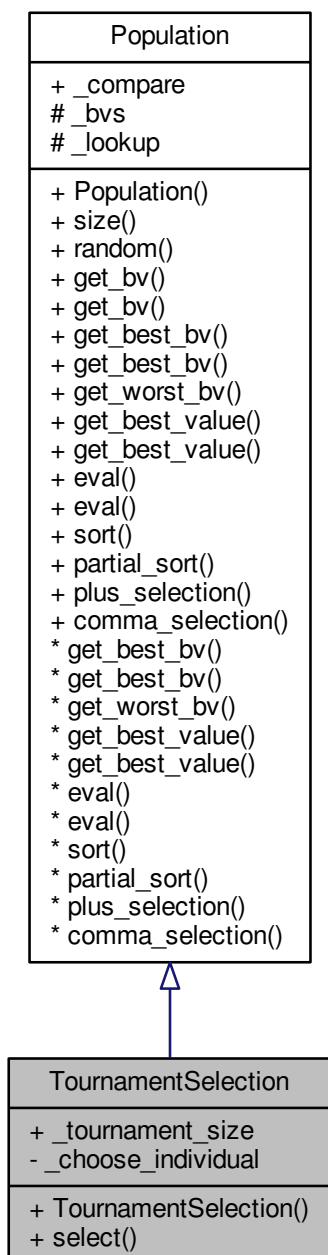 Population
+ _compare
# _bvs
# _lookup
+ Population()
+ size()
+ random()
+ get_bv()
+ get_bv()
+ get_best_bv()
+ get_best_bv()
+ get_worst_bv()
+ get_best_value()
+ get_best_value()
+ eval()
+ eval()
+ sort()
+ partial_sort()
+ plus_selection()
+ comma_selection()
* get_best_bv()
* get_best_bv()
* get_worst_bv()
* get_best_value()
* get_best_value()
* eval()
* eval()
* sort()
* partial_sort()
* plus_selection()
* comma_selection()
TournamentSelection
+ _tournament_size
- _choose_individual
+ TournamentSelection()
+ select()